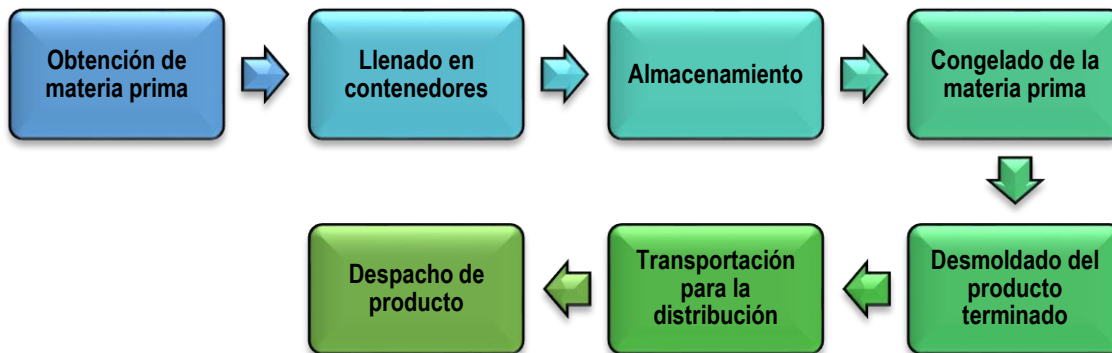 Obtención de
materia prima
Llenado en
contenedores
Almacenamiento
Congelado de la
materia prima
Desmoldado del
producto
terminado
Transportación
para la
distribución
Despacho de
producto